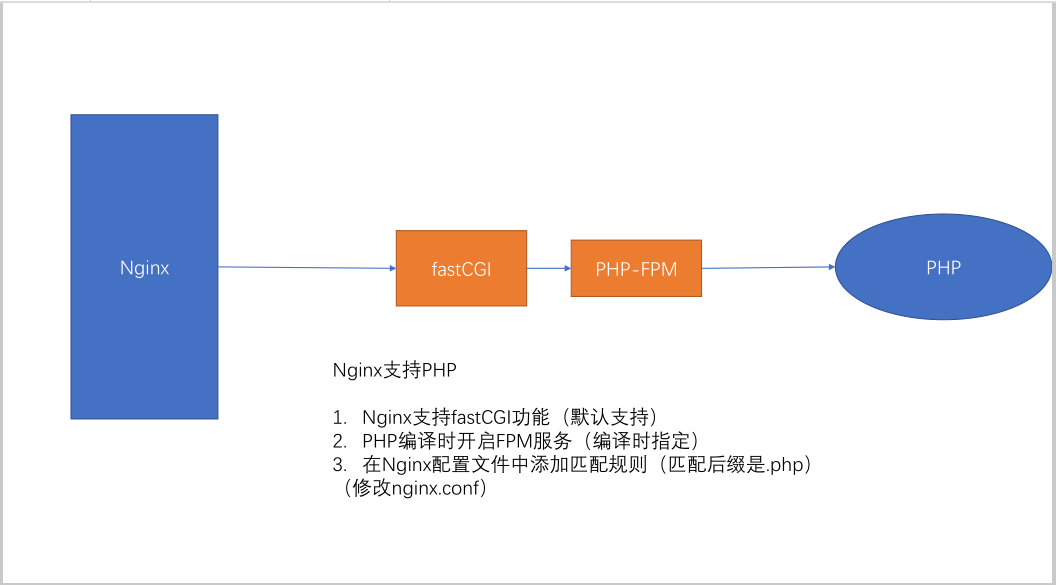 Nginx
fastCGI
PHP-FPM
PHP
Nginx支持PHP
1. Nginx支持fastCGI功能（默认支持）
2. PHP编译时开启FPM服务（编译时指定）
3. 在Nginx配置文件中添加匹配规则（匹配后缀是.php）
（修改nginx.conf）